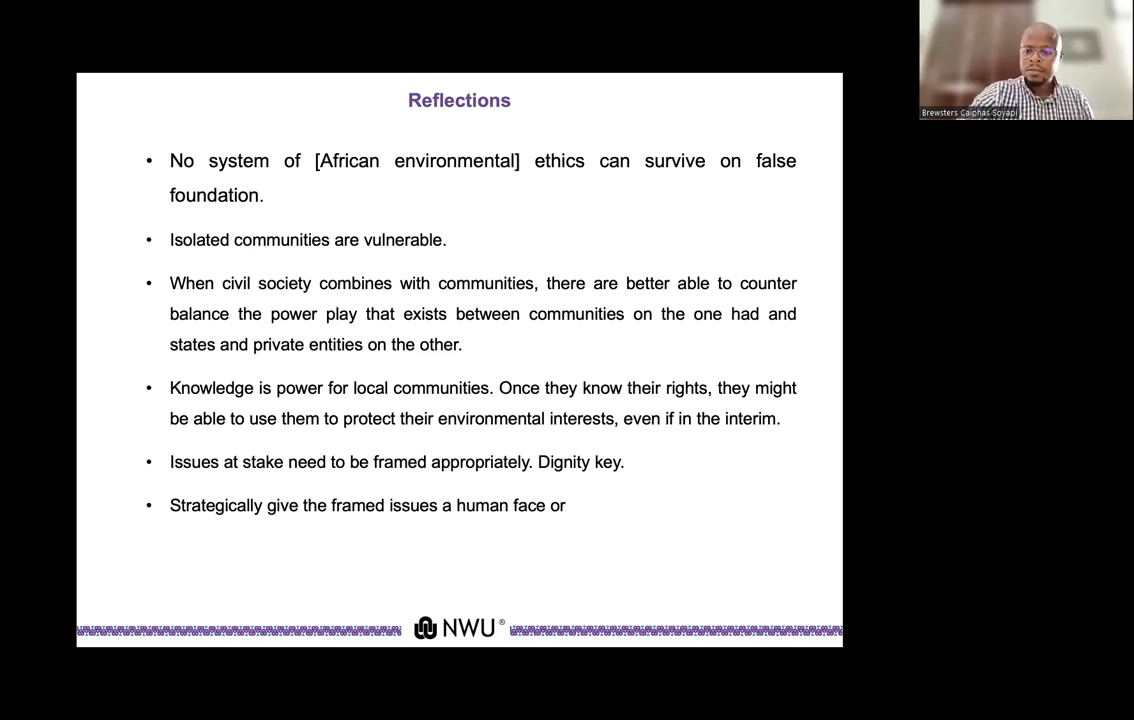 Reflections
• No system of [African environmental] ethics can survive on false
foundation.
• Isolated communities are vulnerable.
• When civil society combines with communities, there are better able to counter
balance the power play that exists between communities on the one had and
states and private entities on the other.
• Knowledge is power for local communities. Once they know their rights, they might
be able to use them to protect their environmental interests, even if in the interim.
• Issues at stake need to be framed appropriately. Dignity key.
• Strategically give the framed issues a human face or
NWU®
Brewsters Caiphas Soyapi